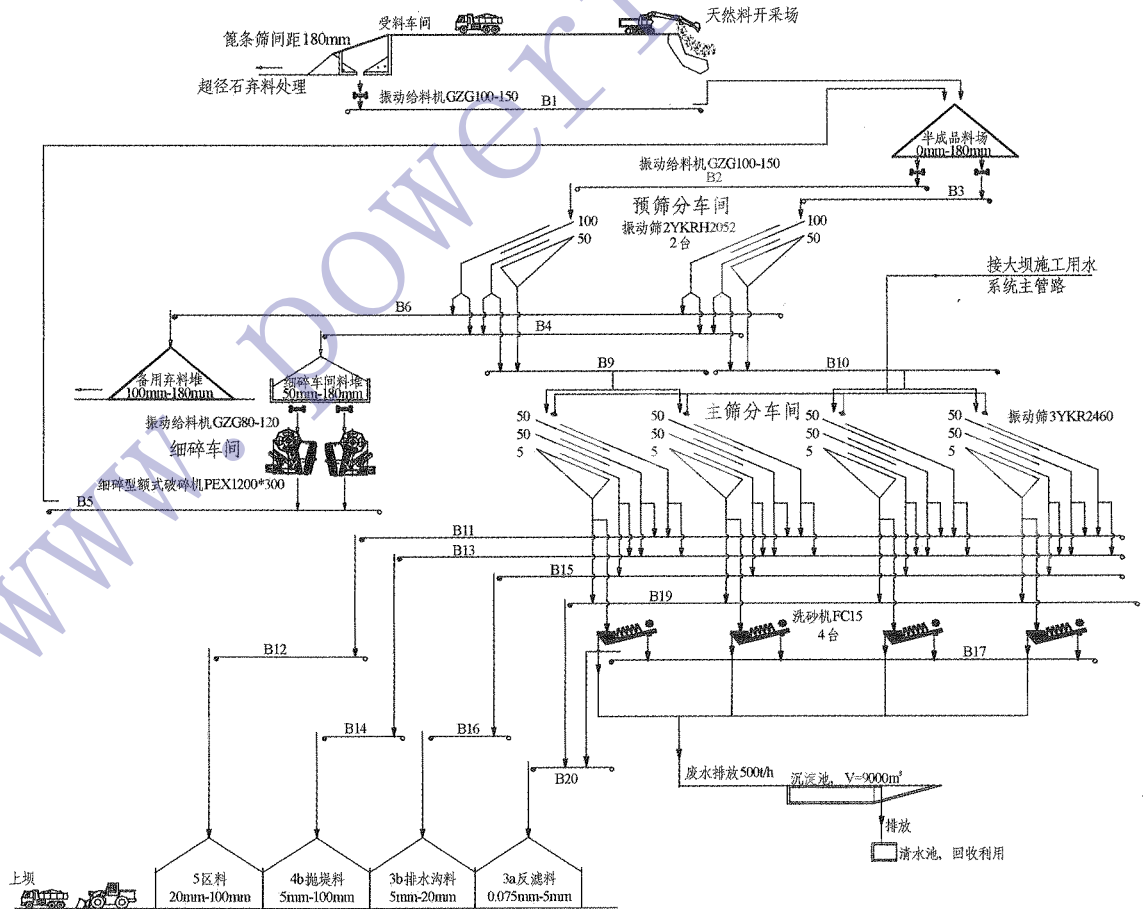 天然料开采场
受料车间
篦条筛间距180mm
超径石弃料处理
振动给料机GZG100-150
B1
半成品料场
0mm-180mm
振动给料机GZG100-150
B2
B3
预筛分车间
振动筛2YKRH2052
2台
100
50
100
50
接大坝施工用水
系统主管路
B6
B4
B9
B10
备用弃料堆
100mm-180mm
细碎车间料堆
50mm-180mm
振动给料机GZG80-120
细碎车间
细碎型额式破碎机PEX1200*300
B5
主筛分车间
振动筛3YKR2460
50
50
5
50
50
5
50
50
5
50
50
5
B11
B13
B15
B19
洗砂机FC15
4台
B12
B17
B14
B16
B20
废水排放500t/h
沉淀池，V=9000m³
排放
清水池，回收利用
上坝
5区料
20mm-100mm
4b抛堤料
5mm-100mm
3b排水沟料
5mm-20mm
3a反滤料
0.075mm-5mm